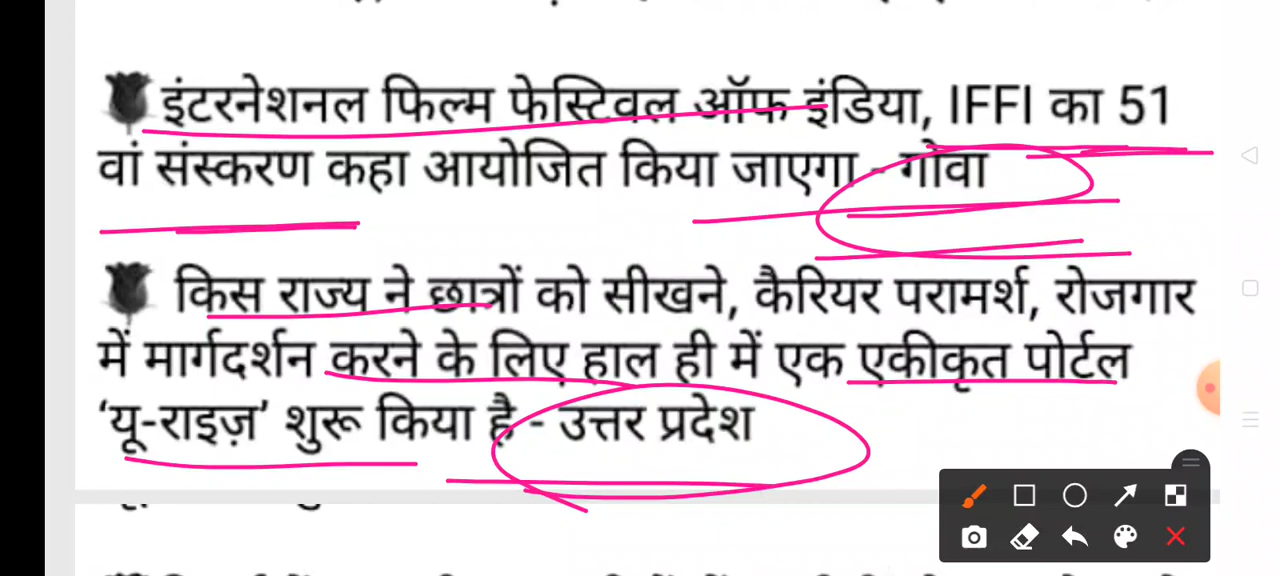 इंटरनेशनल फिल्म फेस्टिवल ऑफ इंडिया, IFFI का 51
वां संस्करण कहा आयोजित किया जाएगा - गोवा
किस राज्य ने छात्रों को सीखने, कैरियर परामर्श, रोजगार
में मार्गदर्शन करने के लिए हाल ही में एक एकीकृत पोर्टल
‘यू-राइज़’ शुरू किया है - उत्तर प्रदेश